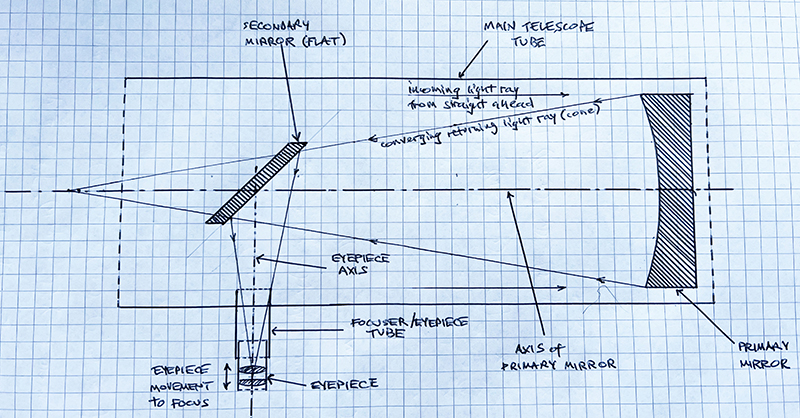 SECONDARY
MIRROR (FLAT)
MAIN TELESCOPE
TUBE
incoming light ray
from straight ahead
converging returning light ray (cone)
EYEPIECE
AXIS
FOCUSER/EYEPIECE
TUBE
AXIS of
PRIMARY MIRROR
PRIMARY
MIRROR
EYEPIECE
MOVEMENT
to FOCUS
EYEPIECE